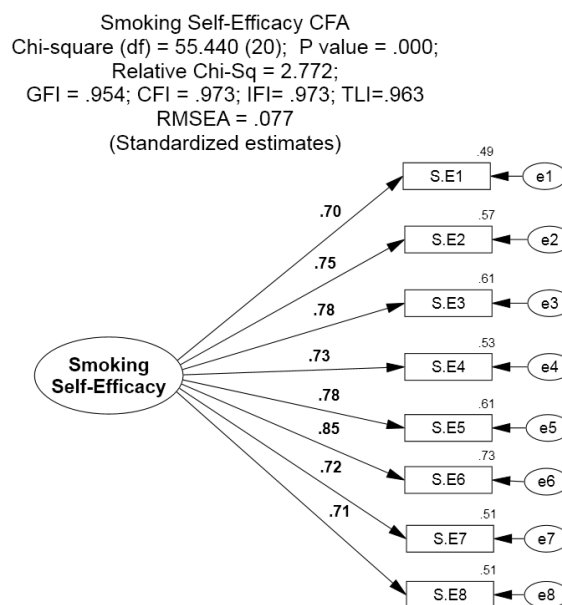 Smoking Self-Efficacy CFA
Chi-square (df) = 55.440 (20); P value = .000;
Relative Chi-Sq = 2.772;
GFI = .954; CFI = .973; IFI= .973; TLI=.963
RMSEA = .077
(Standardized estimates)
.49
S.E1
e1
.70
.57
S.E2
e2
.75
.61
S.E3
e3
.78
.53
S.E4
e4
.73
Smoking
Self-Efficacy
.61
S.E5
e5
.78
.85
.73
S.E6
e6
.72
.51
S.E7
e7
.71
.51
S.E8
e8